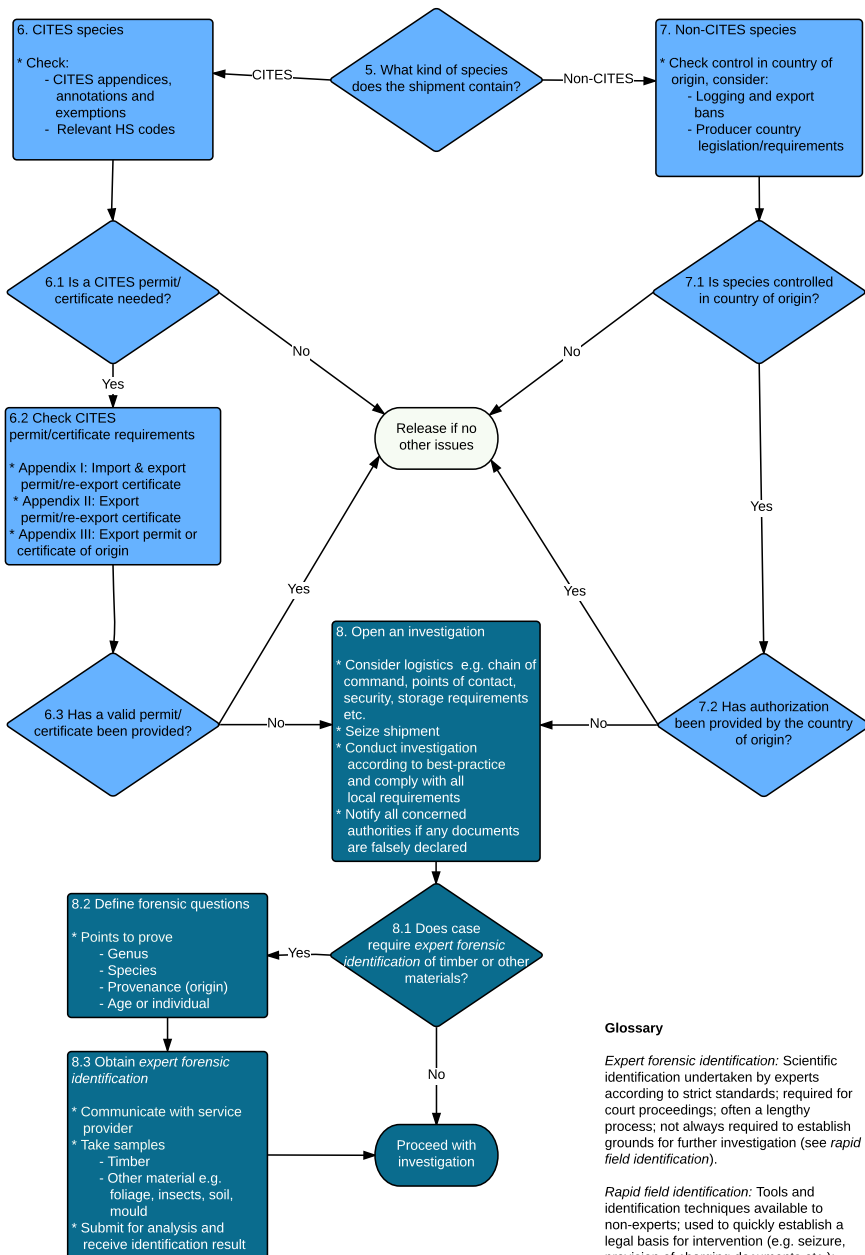 6. CITES species
* Check:
- CITES appendices,
annotations and
exemptions
- Relevant HS codes
CITES
5. What kind of species
does the shipment contain?
Non-CITES
7. Non-CITES species
* Check control in country of
origin, consider:
- Logging and export
bans
- Producer country
legislation/requirements
6.1 Is a CITES permit/
certificate needed?
7.1 Is species controlled
in country of origin?
No
No
Yes
6.2 Check CITES
permit/certificate requirements
* Appendix I: Import & export
permit/re-export certificate
* Appendix II: Export
permit/re-export certificate
* Appendix III: Export permit or
certificate of origin
Release if no
other issues
Yes
Yes
Yes
6.3 Has a valid permit/
certificate been provided?
No
8. Open an investigation
* Consider logistics e.g. chain of
command, points of contact,
security, storage requirements
etc.
* Seize shipment
* Conduct investigation
according to best-practice
and comply with all
local requirements
* Notify all concerned
authorities if any documents
are falsely declared
No
7.2 Has authorization
been provided by the country
of origin?
8.1 Does case
require expert forensic
identification of timber or other
materials?
Yes
8.2 Define forensic questions
* Points to prove
- Genus
- Species
- Provenance (origin)
- Age or individual
8.3 Obtain expert forensic
identification
* Communicate with service
provider
* Take samples
- Timber
- Other material e.g.
foliage, insects, soil,
mould
* Submit for analysis and
receive identification result
No
Proceed with
investigation
Glossary
Expert forensic identification: Scientific
identification undertaken by experts
according to strict standards; required for
court proceedings; often a lengthy
process; not always required to establish
grounds for further investigation (see rapid
field identification).
Rapid field identification: Tools and
identification techniques available to
non-experts; used to quickly establish a
legal basis for intervention (e.g. seizure,